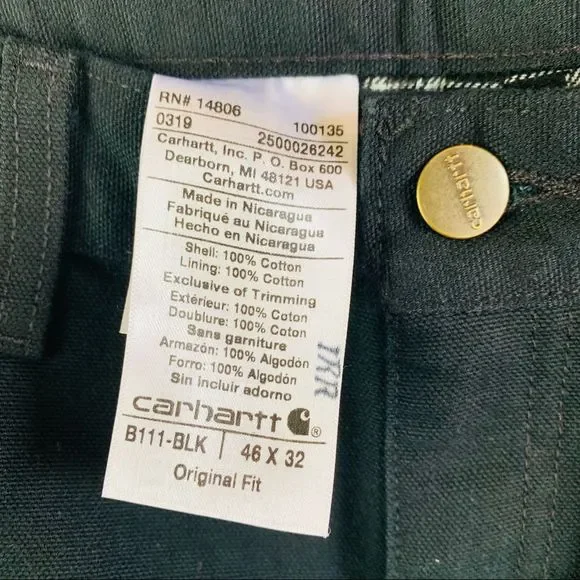 RN# 14806 100135
0319 2500026242
Carhartt, Inc. P. O. Box 600
Dearborn, MI 48121 USA
Carhartt.com
Made in Nicaragua
Fabriqué au Nicaragua
Hecho en Nicaragua
Shell: 100% Cotton
Lining: 100% Cotton
Exclusive of Trimming
Extérieur: 100% Coton
Doublure: 100% Coton
Sans garniture
Armazón: 100% Algodón
Forro: 100% Algodón
Sin incluir adorno
IRR
carhartt ®
B111-BLK 46 X 32
Original Fit
carhartt